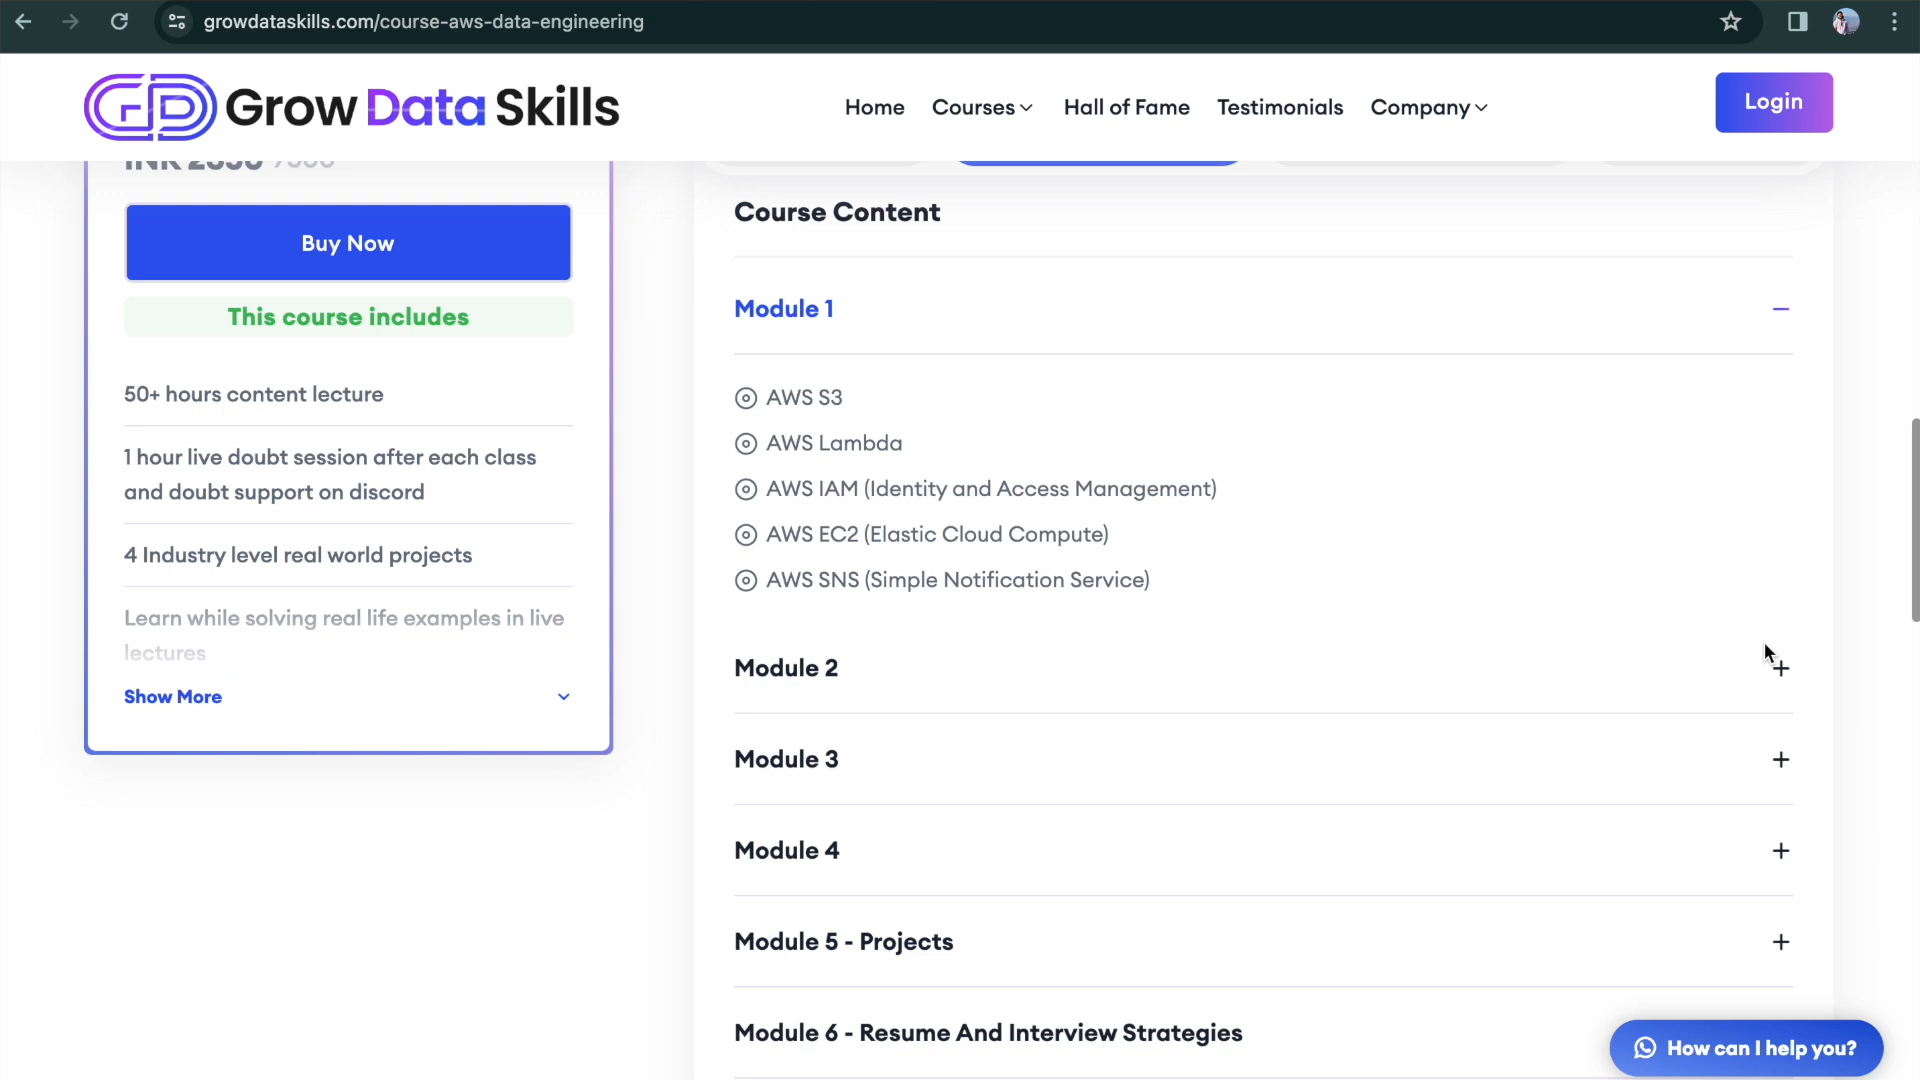 growdataskills.com/course-aws-data-engineering
Grow Data Skills
Home
Courses
Hall of Fame
Testimonials
Company
Login
Buy Now
This course includes
50+ hours content lecture
1 hour live doubt session after each class
and doubt support on discord
4 Industry level real world projects
Learn while solving real life examples in live
lectures
Show More
Course Content
Module 1
AWS S3
AWS Lambda
AWS IAM (Identity and Access Management)
AWS EC2 (Elastic Cloud Compute)
AWS SNS (Simple Notification Service)
Module 2
Module 3
Module 4
Module 5 - Projects
Module 6 - Resume And Interview Strategies
How can I help you?